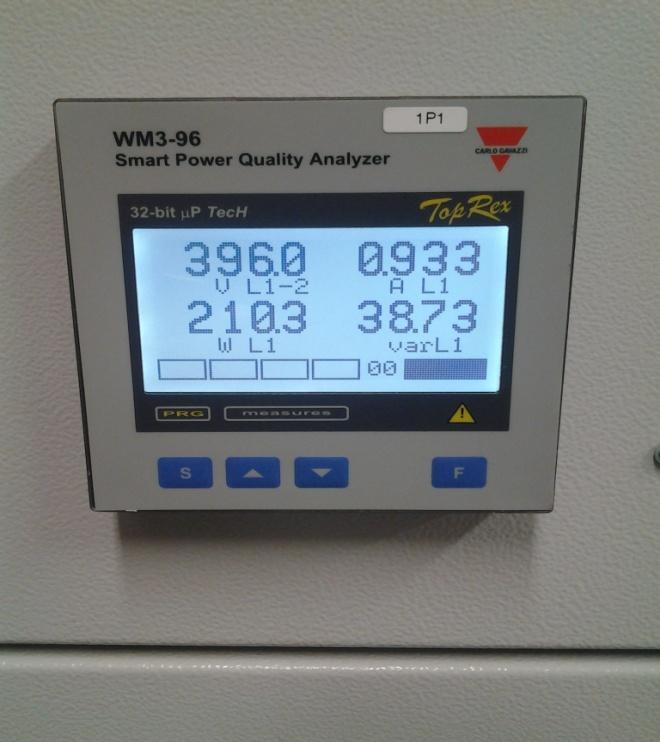 1P1
WM3-96
Smart Power Quality Analyzer
CARLO GAVAZZI
32-bit µP TecH
TopRex
396.0 0.933
V L1-2 A L1
210.3 38.73
W L1 varL1
00
PRG measures
S F